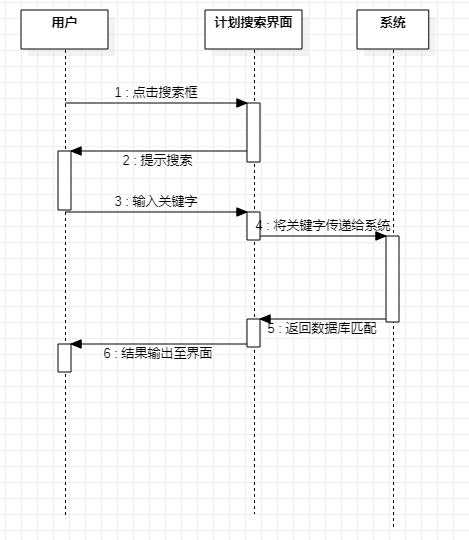 用户
计划搜索界面
系统
1 : 点击搜索框
2 : 提示搜索
3 : 输入关键字
4 : 将关键字传递给系统
5 : 返回数据库匹配
6 : 结果输出至界面